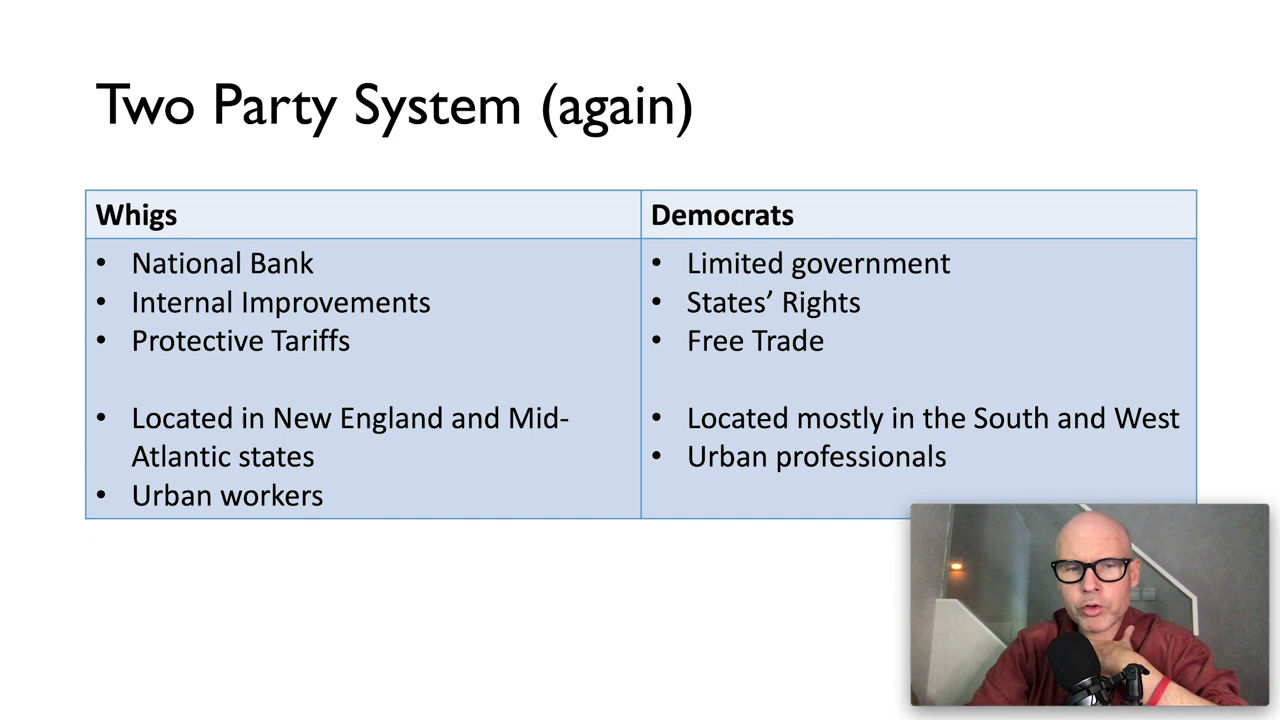 Two Party System (again)
Whigs
• National Bank
• Internal Improvements
• Protective Tariffs
• Located in New England and Mid-
Atlantic states
• Urban workers
Democrats
• Limited government
• States’ Rights
• Free Trade
• Located mostly in the South and West
• Urban professionals